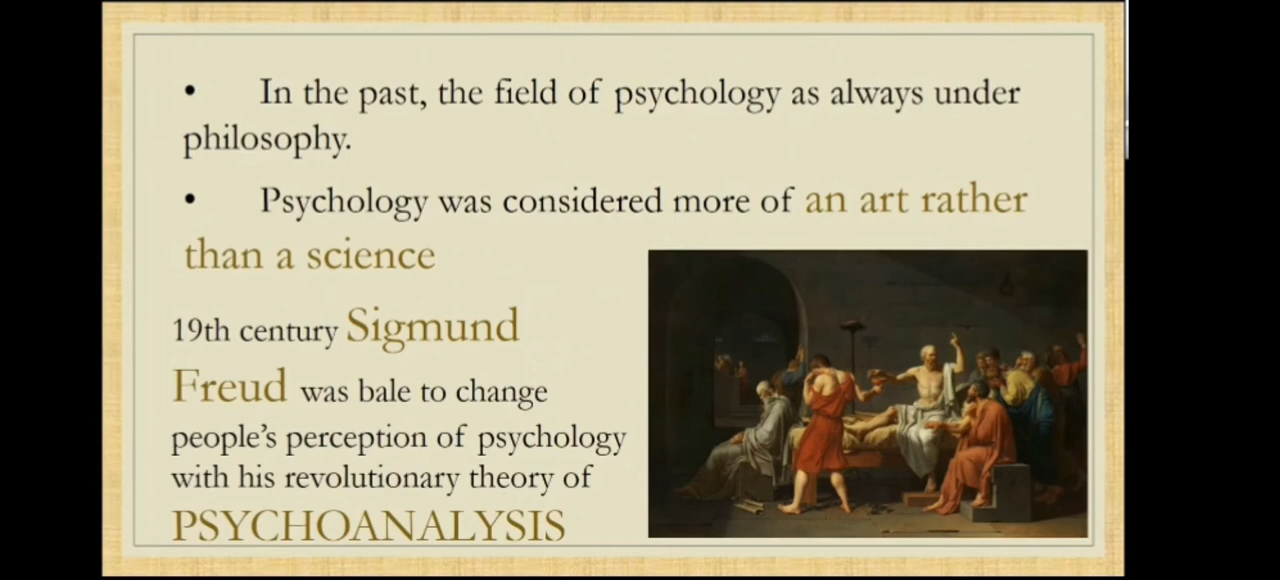 • In the past, the field of psychology as always under
philosophy.
• Psychology was considered more of an art rather
than a science
19th century Sigmund
Freud was bale to change
people’s perception of psychology
with his revolutionary theory of
PSYCHOANALYSIS